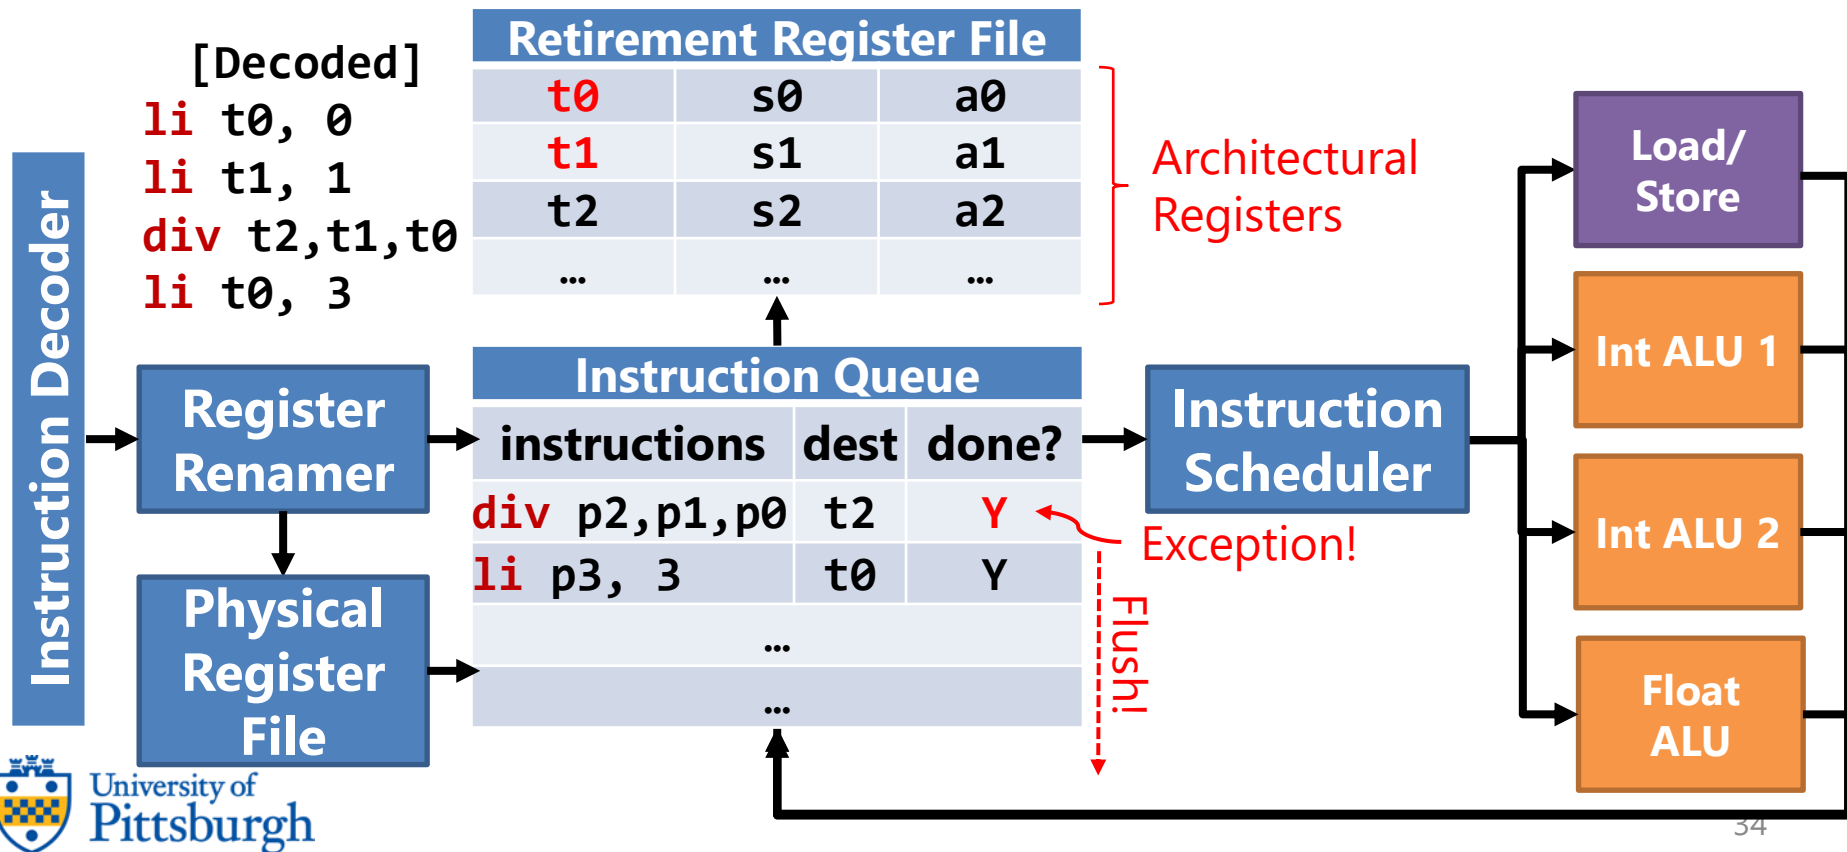 [Decoded]
li t0, 0
li t1, 1
div t2,t1,t0
li t0, 3
Instruction Decoder
Retirement Register File
t0 s0 a0
t1 s1 a1
t2 s2 a2
… … …
Architectural
Registers
Register
Renamer
Physical
Register
File
Instruction Queue
instructions dest done?
div p2,p1,p0 t2 Y
li p3, 3 t0 Y
…
…
Exception!
Flush!
Instruction
Scheduler
Load/
Store
Int ALU 1
Int ALU 2
Float
ALU
University of
Pittsburgh
34